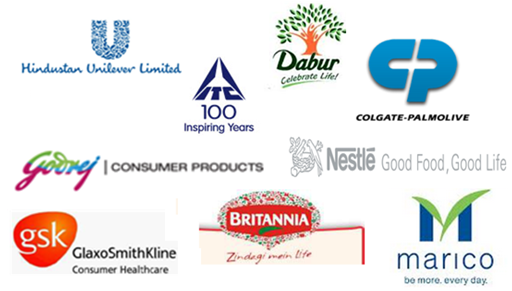 Hindustan Unilever Limited
ITC
100
Inspiring Years
Dabur
Celebrate Life!
COLGATE-PALMOLIVE
Godrej | CONSUMER PRODUCTS
Nestlé Good Food, Good Life
gsk
GlaxoSmithKline
Consumer Healthcare
BRITANNIA
Zindagi mein life
marico
be more. every day.